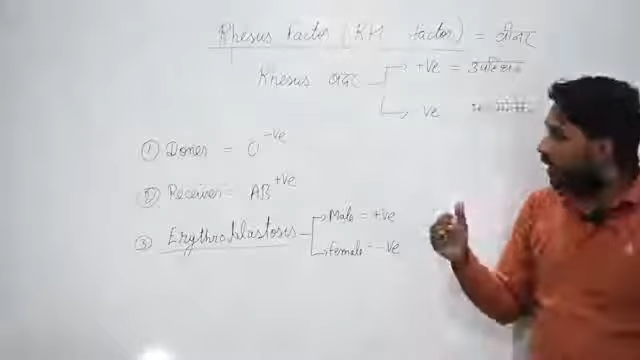 Rhesus Factor (RH Factor) =
Rhesus बन्दर +Ve = उपस्थित
Ve
① Doner = O -Ve
② Receiver = AB +Ve
③ Erythroblastosis Male = +Ve
Female = -Ve